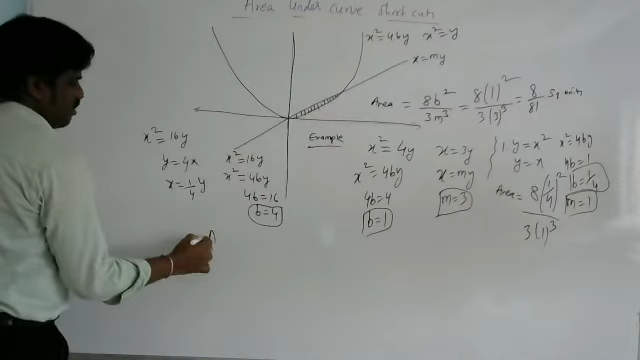 Area Under curve Short cuts
x²=4by x²=y
x=my
Area = 8b²/3m³ = 8(1)²/3(3)³ = 8/81 Sq units
Example
x²=16y
y=4x
x=1/4 y
x²=16y
x²=4by
4b=16
b=4
x²=4y
x²=4by
4b=4
b=1
x=3y
x=my
m=3
1. y=x² x²=4by
y=x 4b=1
b=1/4
m=1
Area = 8(1/4)²/3(1)³
A